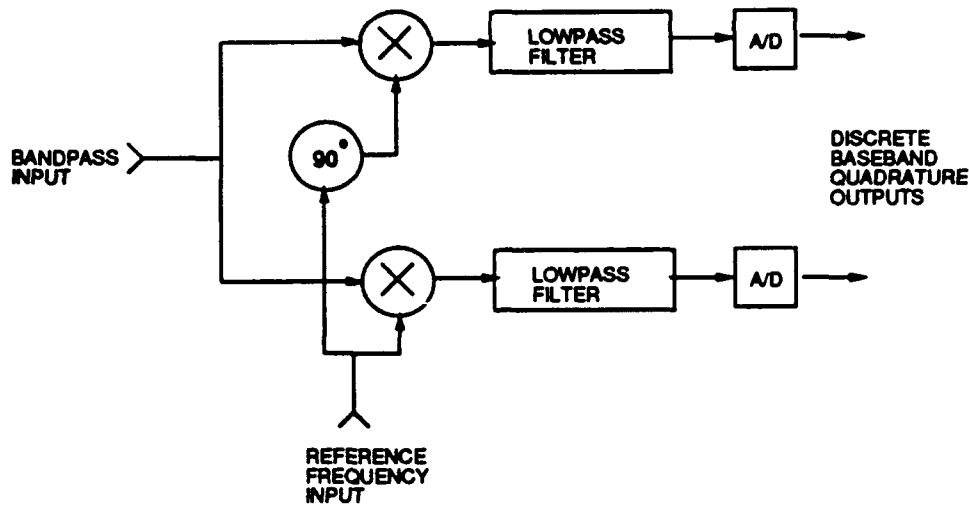 LOWPASS
FILTER
A/D
90°
BANDPASS
INPUT
DISCRETE
BASEBAND
QUADRATURE
OUTPUTS
LOWPASS
FILTER
A/D
REFERENCE
FREQUENCY
INPUT